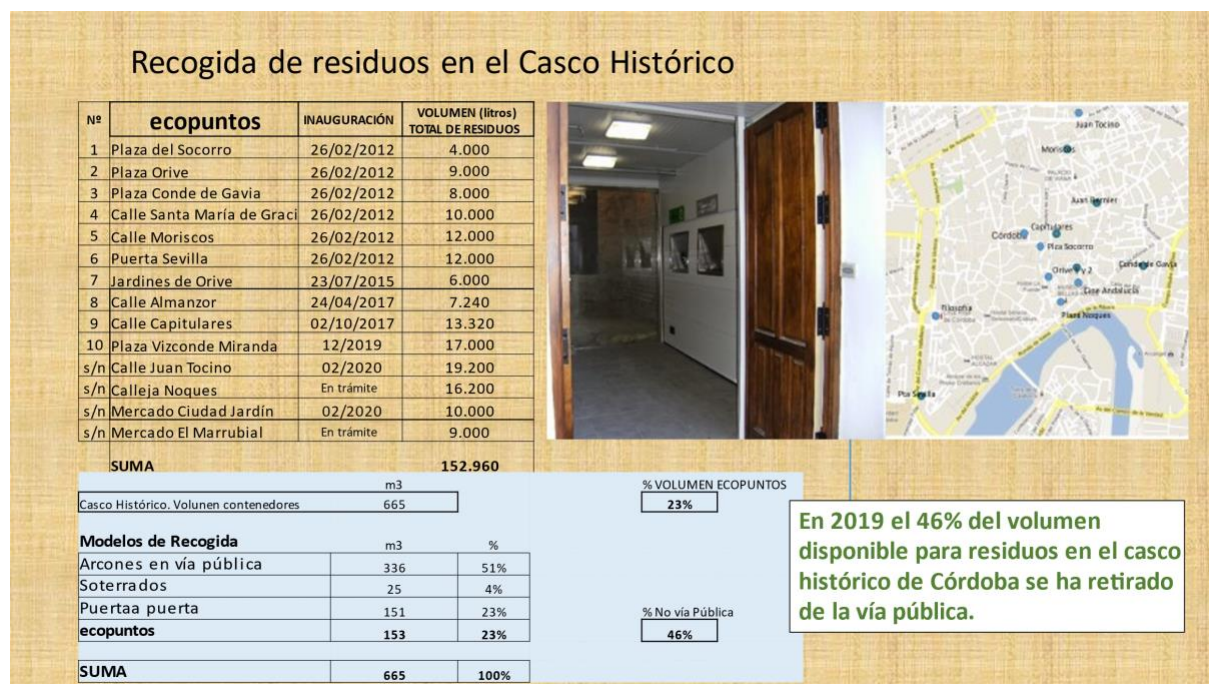 Recogida de residuos en el Casco Histórico
Nº ecopuntos INAUGURACIÓN VOLUMEN (litros) TOTAL DE RESIDUOS
1 Plaza del Socorro 26/02/2012 4.000
2 Plaza Orive 26/02/2012 9.000
3 Plaza Conde de Gavia 26/02/2012 8.000
4 Calle Santa María de Graci 26/02/2012 10.000
5 Calle Moriscos 26/02/2012 12.000
6 Puerta Sevilla 26/02/2012 12.000
7 Jardines de Orive 23/07/2015 6.000
8 Calle Almanzor 24/04/2017 7.240
9 Calle Capitulares 02/10/2017 13.320
10 Plaza Vizconde Miranda 12/2019 17.000
s/n Calle Juan Tocino 02/2020 19.200
s/n Calleja Noques En trámite 16.200
s/n Mercado Ciudad Jardín 02/2020 10.000
s/n Mercado El Marrubial En trámite 9.000
SUMA 152.960
Juan Tocino
Moriscos
Juan Bernier
Capitulares
Córdoba
Plza Socorro
Conde de Gavia
Orive 1 y 2
Cine Andalucía
Filosofía
Plaza Noques
Pta Sevilla
m3 % VOLUMEN ECOPUNTOS
Casco Histórico. Volunen contenedores 665 23%
Modelos de Recogida m3 %
Arcones en vía pública 336 51%
Soterrados 25 4%
Puertaa puerta 151 23% % No vía Pública
ecopuntos 153 23% 46%
SUMA 665 100%
En 2019 el 46% del volumen
disponible para residuos en el casco
histórico de Córdoba se ha retirado
de la vía pública.